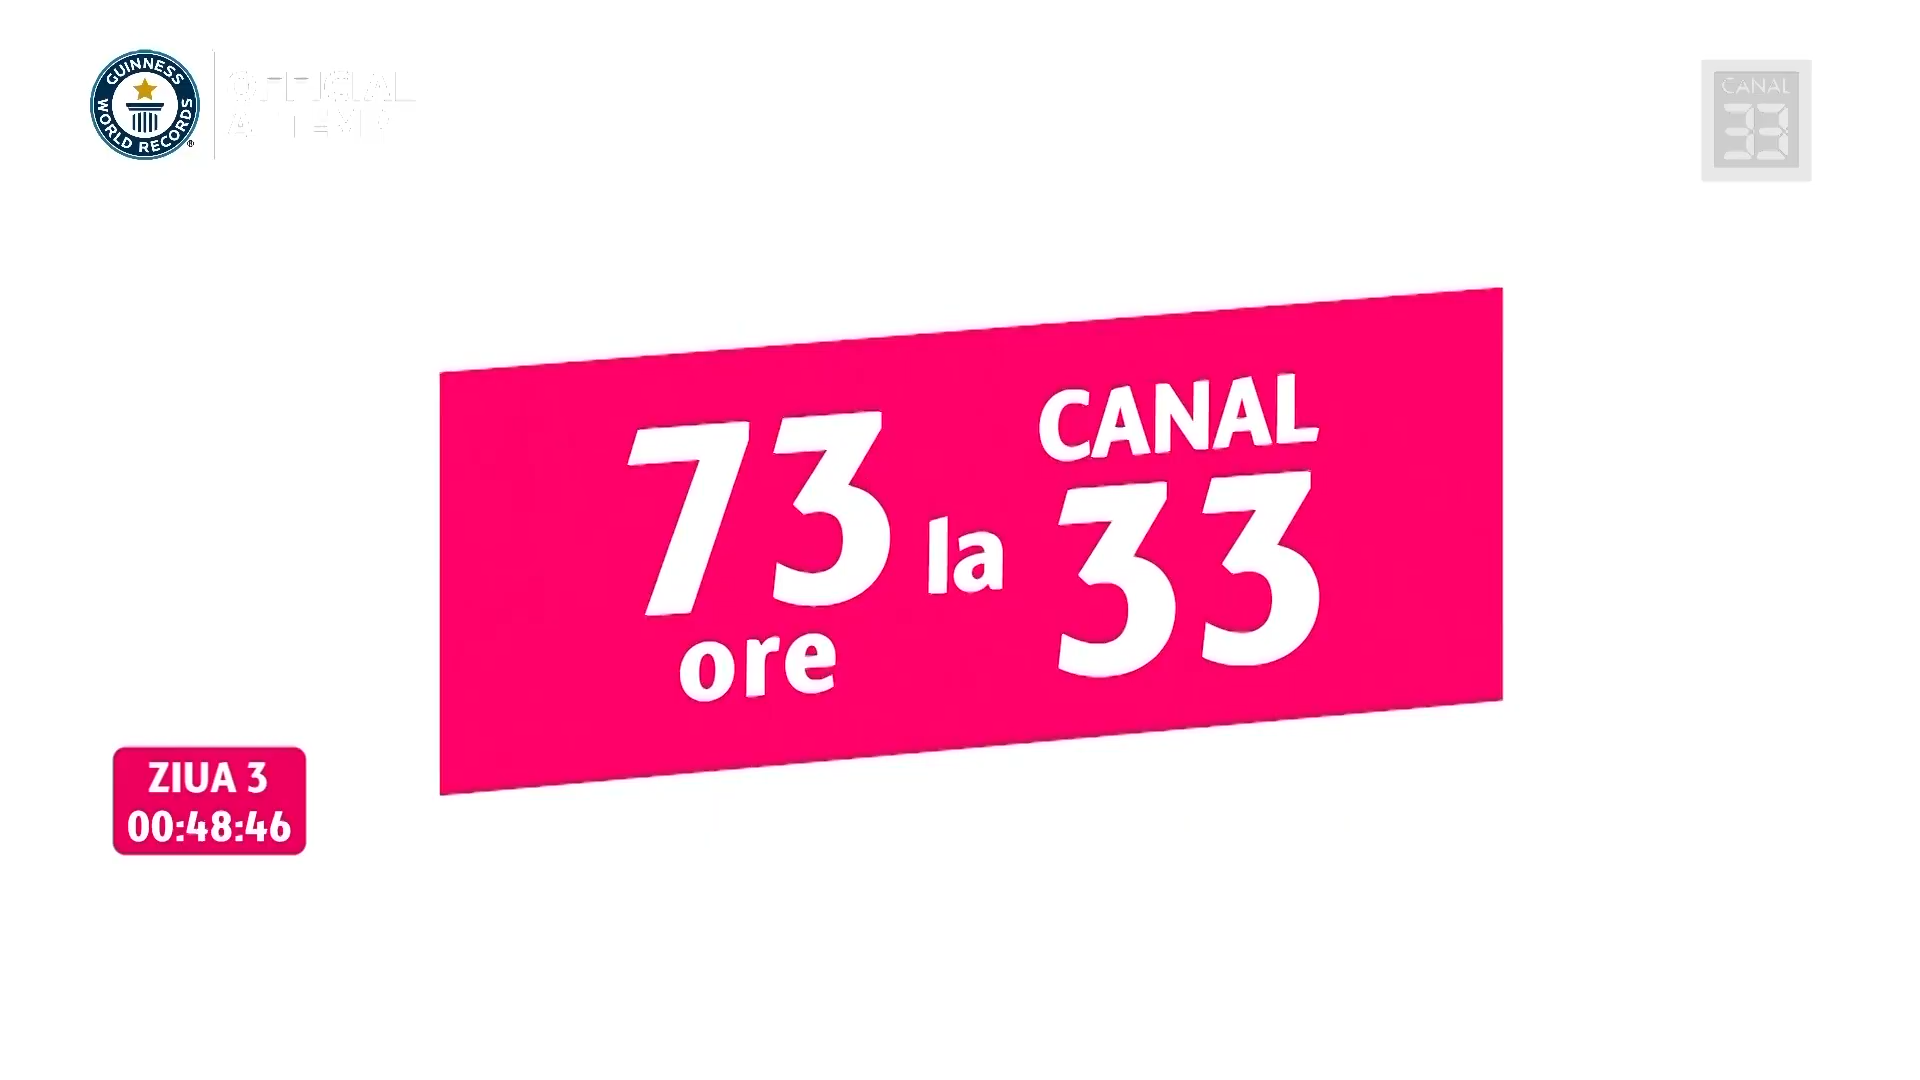 GUINNESS
WORLD RECORDS
OFFICIAL
ATTEMPT
CANAL
33
73
ore
la
CANAL
33
ZIUA 3
00:48:46